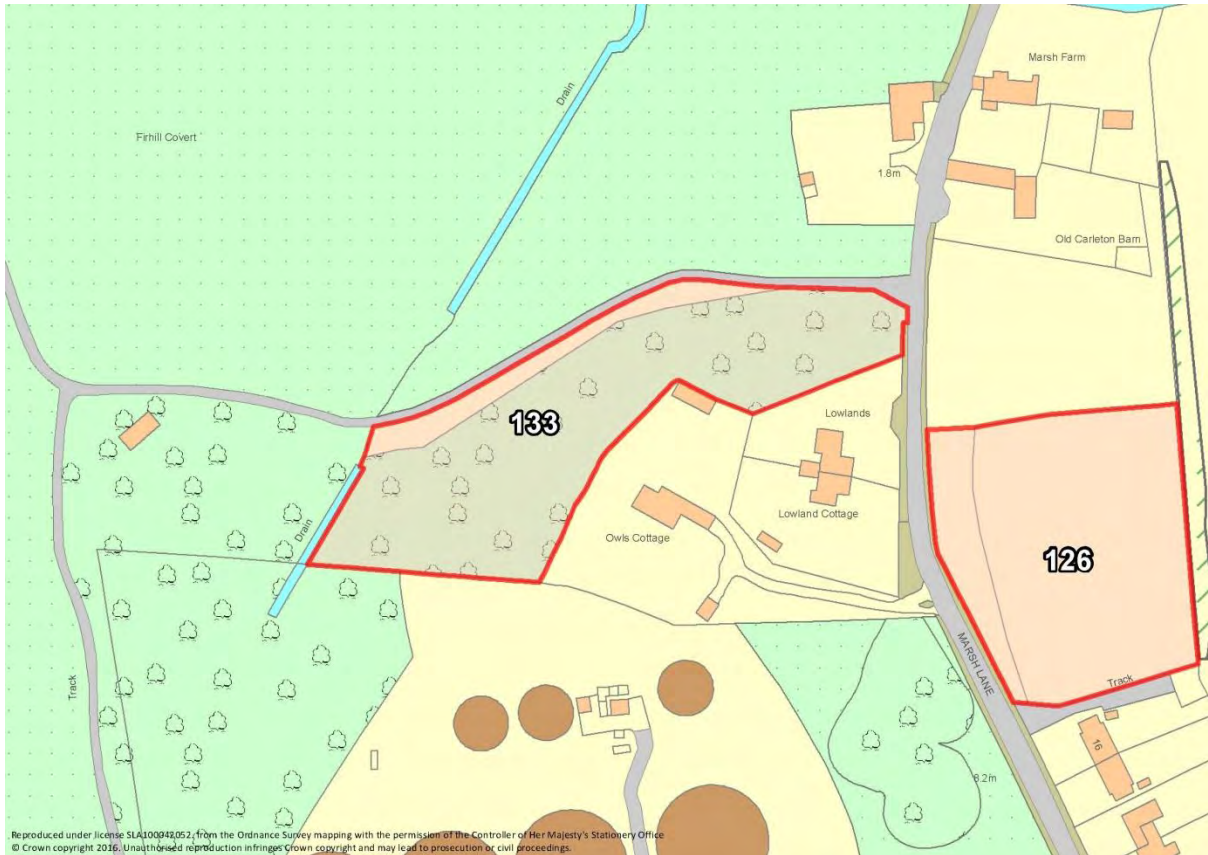 Marsh Farm
Drain
Firhill Covert
1.8m
Old Carleton Barn
133
Lowlands
Lowland Cottage
Owls Cottage
Drain
126
MARSH LANE
Track
Track
16
8.2m
Reproduced under license SLA100042052, from the Ordnance Survey mapping with the permission of the Controller of Her Majesty's Stationery Office
© Crown copyright 2016. Unauthorised reproduction infringes Crown copyright and may lead to prosecution or civil proceedings.